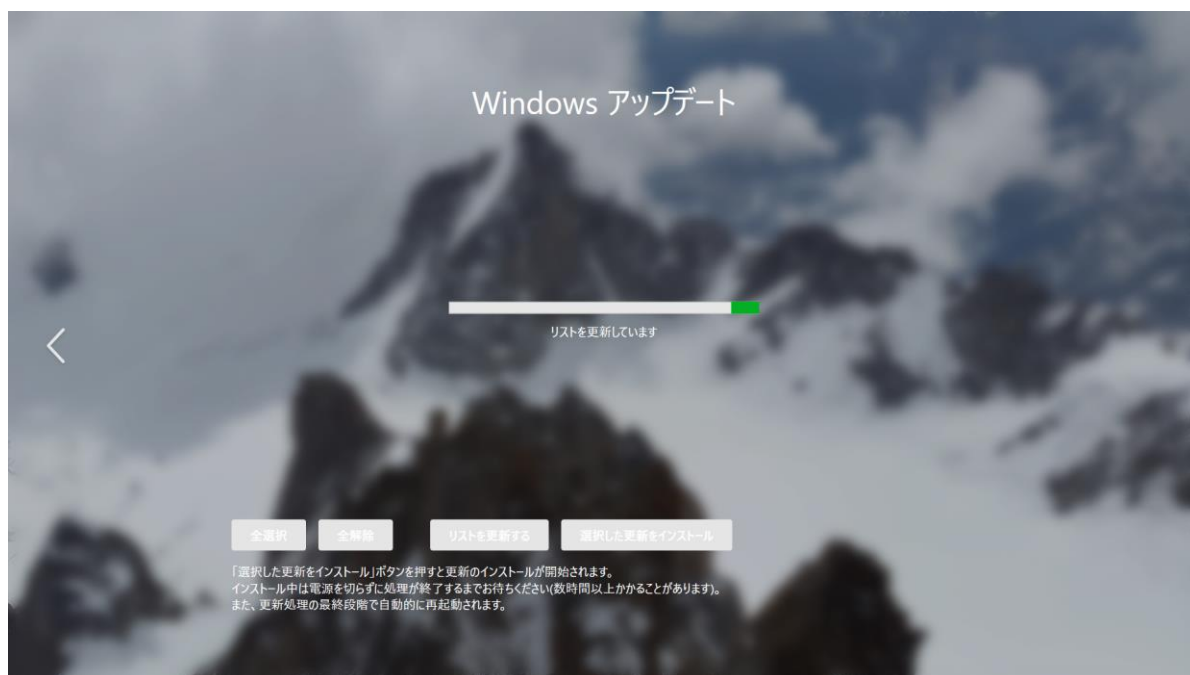 Windows アップデート
リストを更新しています
全選択
全解除
リストを更新する
選択した更新をインストール
「選択した更新をインストール」ボタンを押すと更新のインストールが開始されます。
インストール中は電源を切らずに処理が終了するまでお待ちください(数時間以上かかることがあります)。
また、更新処理の最終段階で自動的に再起動されます。